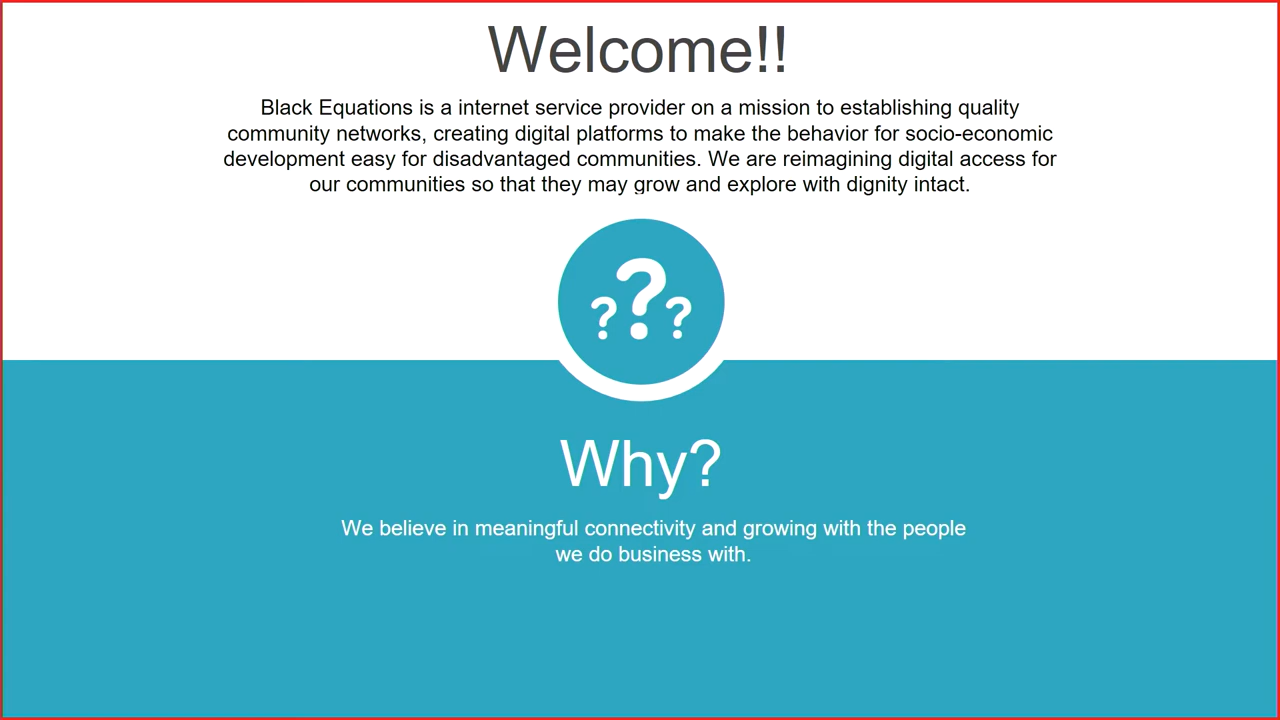 Welcome!!
Black Equations is a internet service provider on a mission to establishing quality
community networks, creating digital platforms to make the behavior for socio-economic
development easy for disadvantaged communities. We are reimagining digital access for
our communities so that they may grow and explore with dignity intact.
? ? ?
Why?
We believe in meaningful connectivity and growing with the people
we do business with.